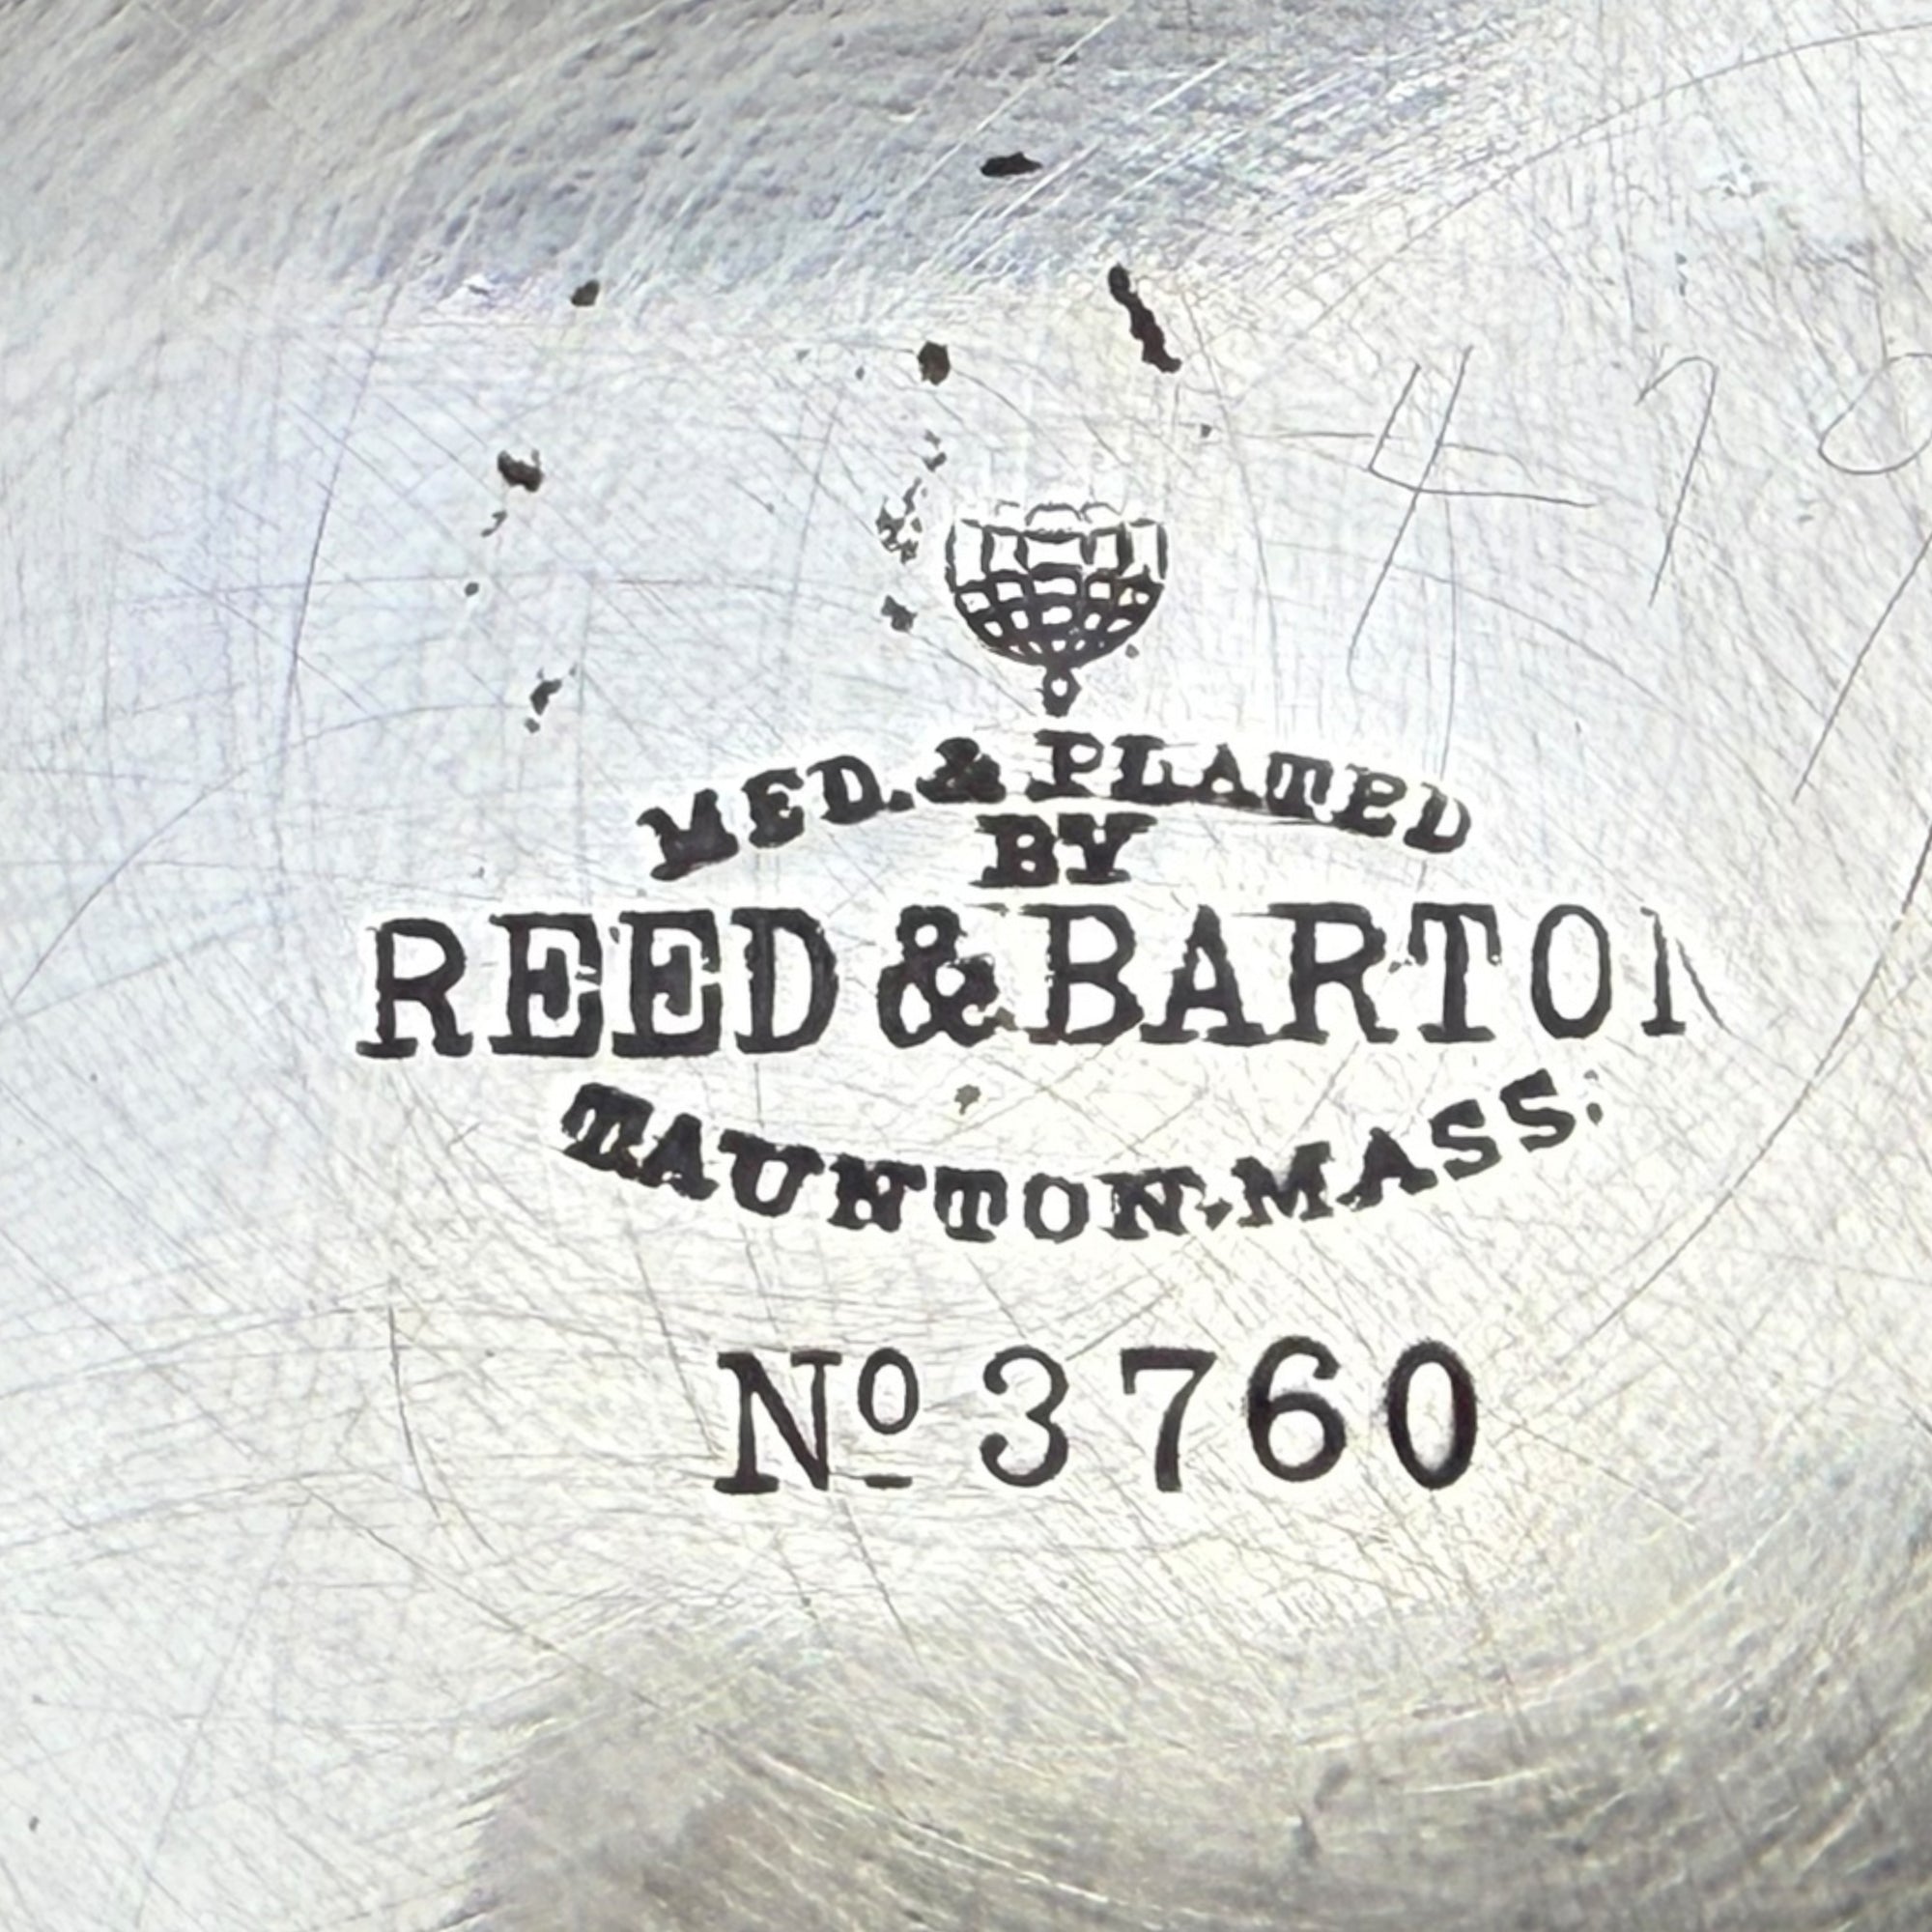 MFD. & PLATED
BY
REED & BARTON
TAUNTON. MASS.
Nº 3760